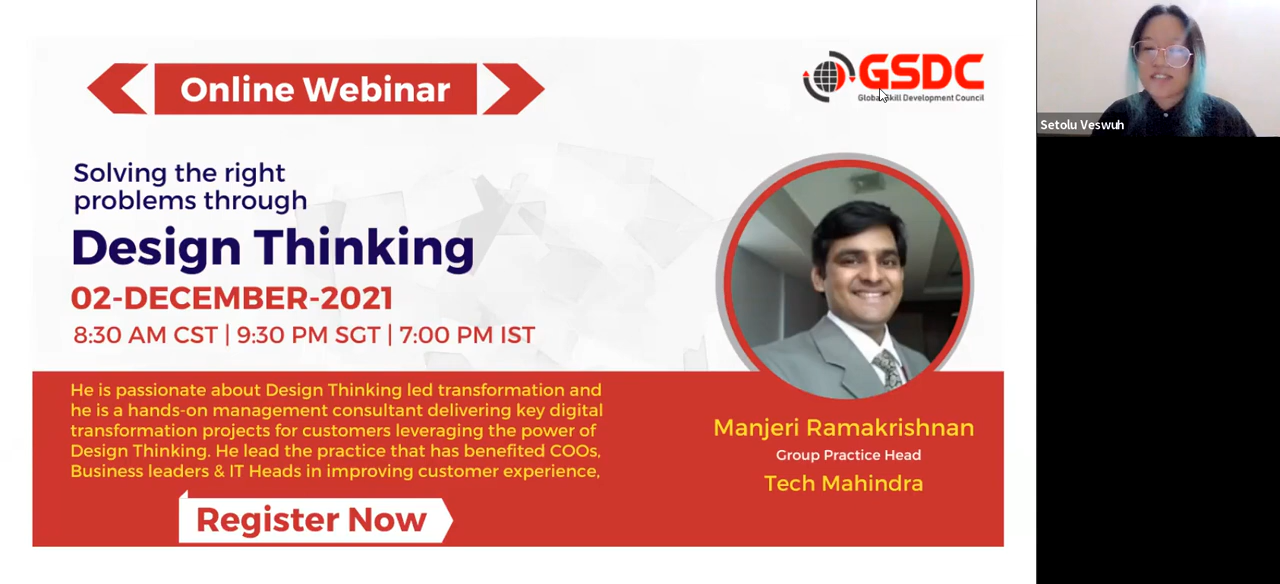 Online Webinar
GSDC
Global Skill Development Council
Setolu Veswuh
Solving the right
problems through
Design Thinking
02-DECEMBER-2021
8:30 AM CST | 9:30 PM SGT | 7:00 PM IST
He is passionate about Design Thinking led transformation and
he is a hands-on management consultant delivering key digital
transformation projects for customers leveraging the power of
Design Thinking. He lead the practice that has benefited COOs,
Business leaders & IT Heads in improving customer experience,
Register Now
Manjeri Ramakrishnan
Group Practice Head
Tech Mahindra